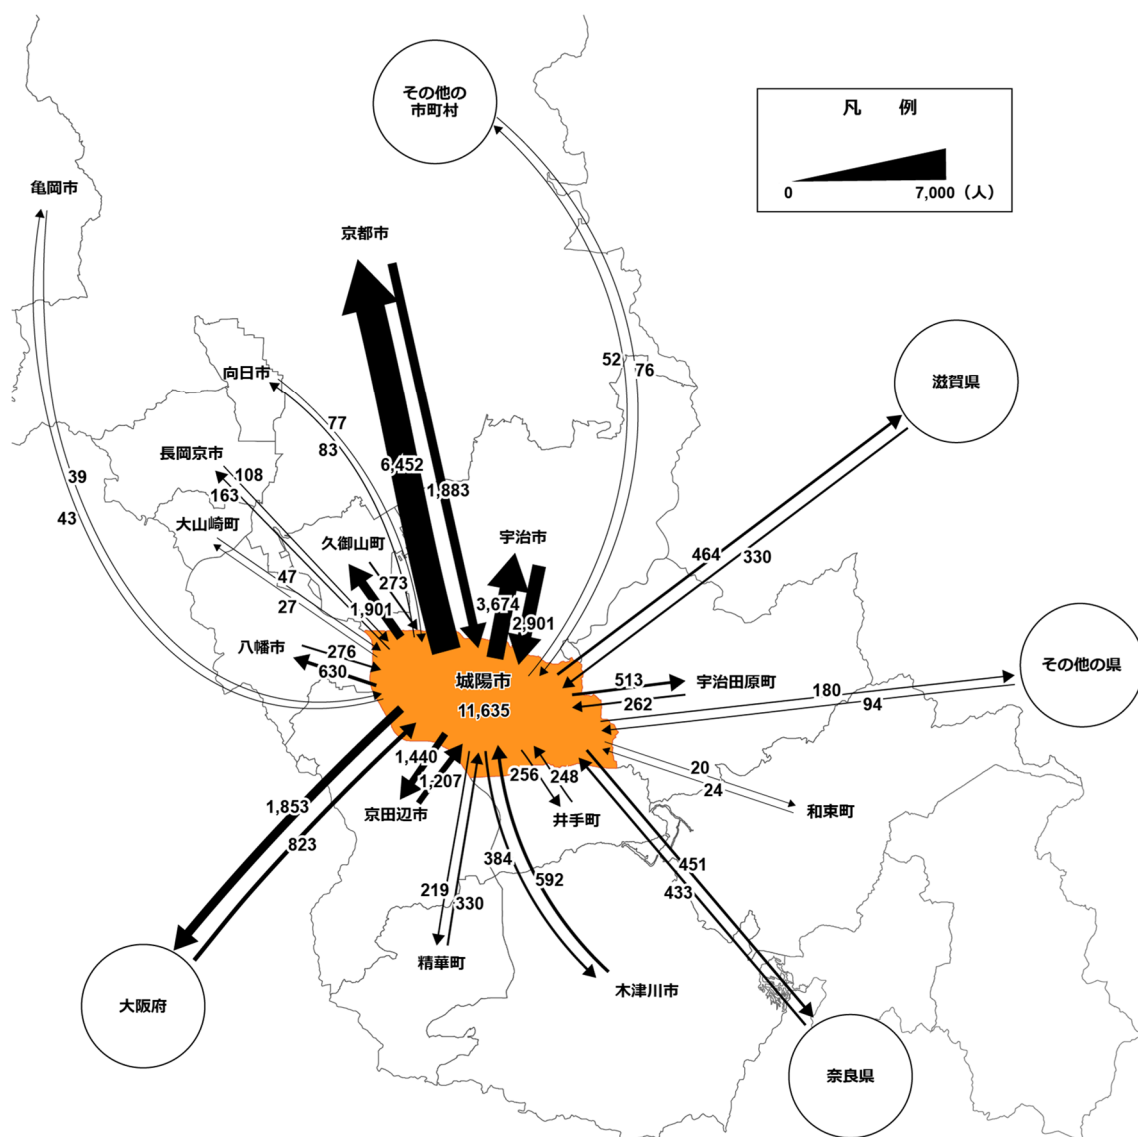 その他の
市町村
凡　例
0
7,000（人）
亀岡市
京都市
52
76
滋賀県
向日市
77
83
長岡京市
108
163
6,452
1,883
39
43
大山崎町
久御山町
273
宇治市
464
330
47
27
1,901
3,674
2,901
八幡市
276
630
城陽市
11,635
513
262
宇治田原町
180
94
その他の県
1,440
1,207
京田辺市
256
248
井手町
20
24
和束町
1,853
823
384
592
451
433
219
330
精華町
木津川市
大阪府
奈良県